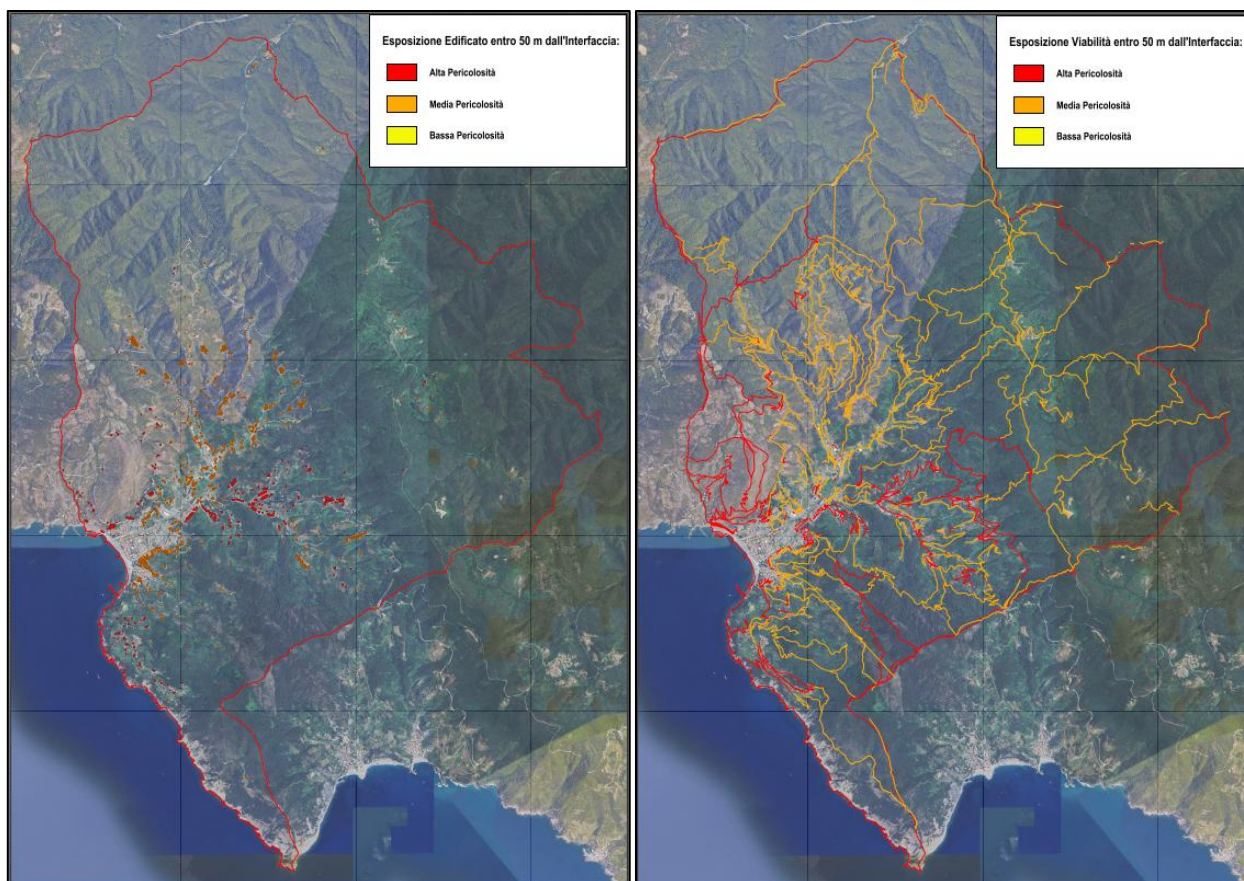 Esposizione Edificato entro 50 m dall'Interfaccia:
Alta Pericolosità
Media Pericolosità
Bassa Pericolosità
Esposizione Viabilità entro 50 m dall'Interfaccia:
Alta Pericolosità
Media Pericolosità
Bassa Pericolosità